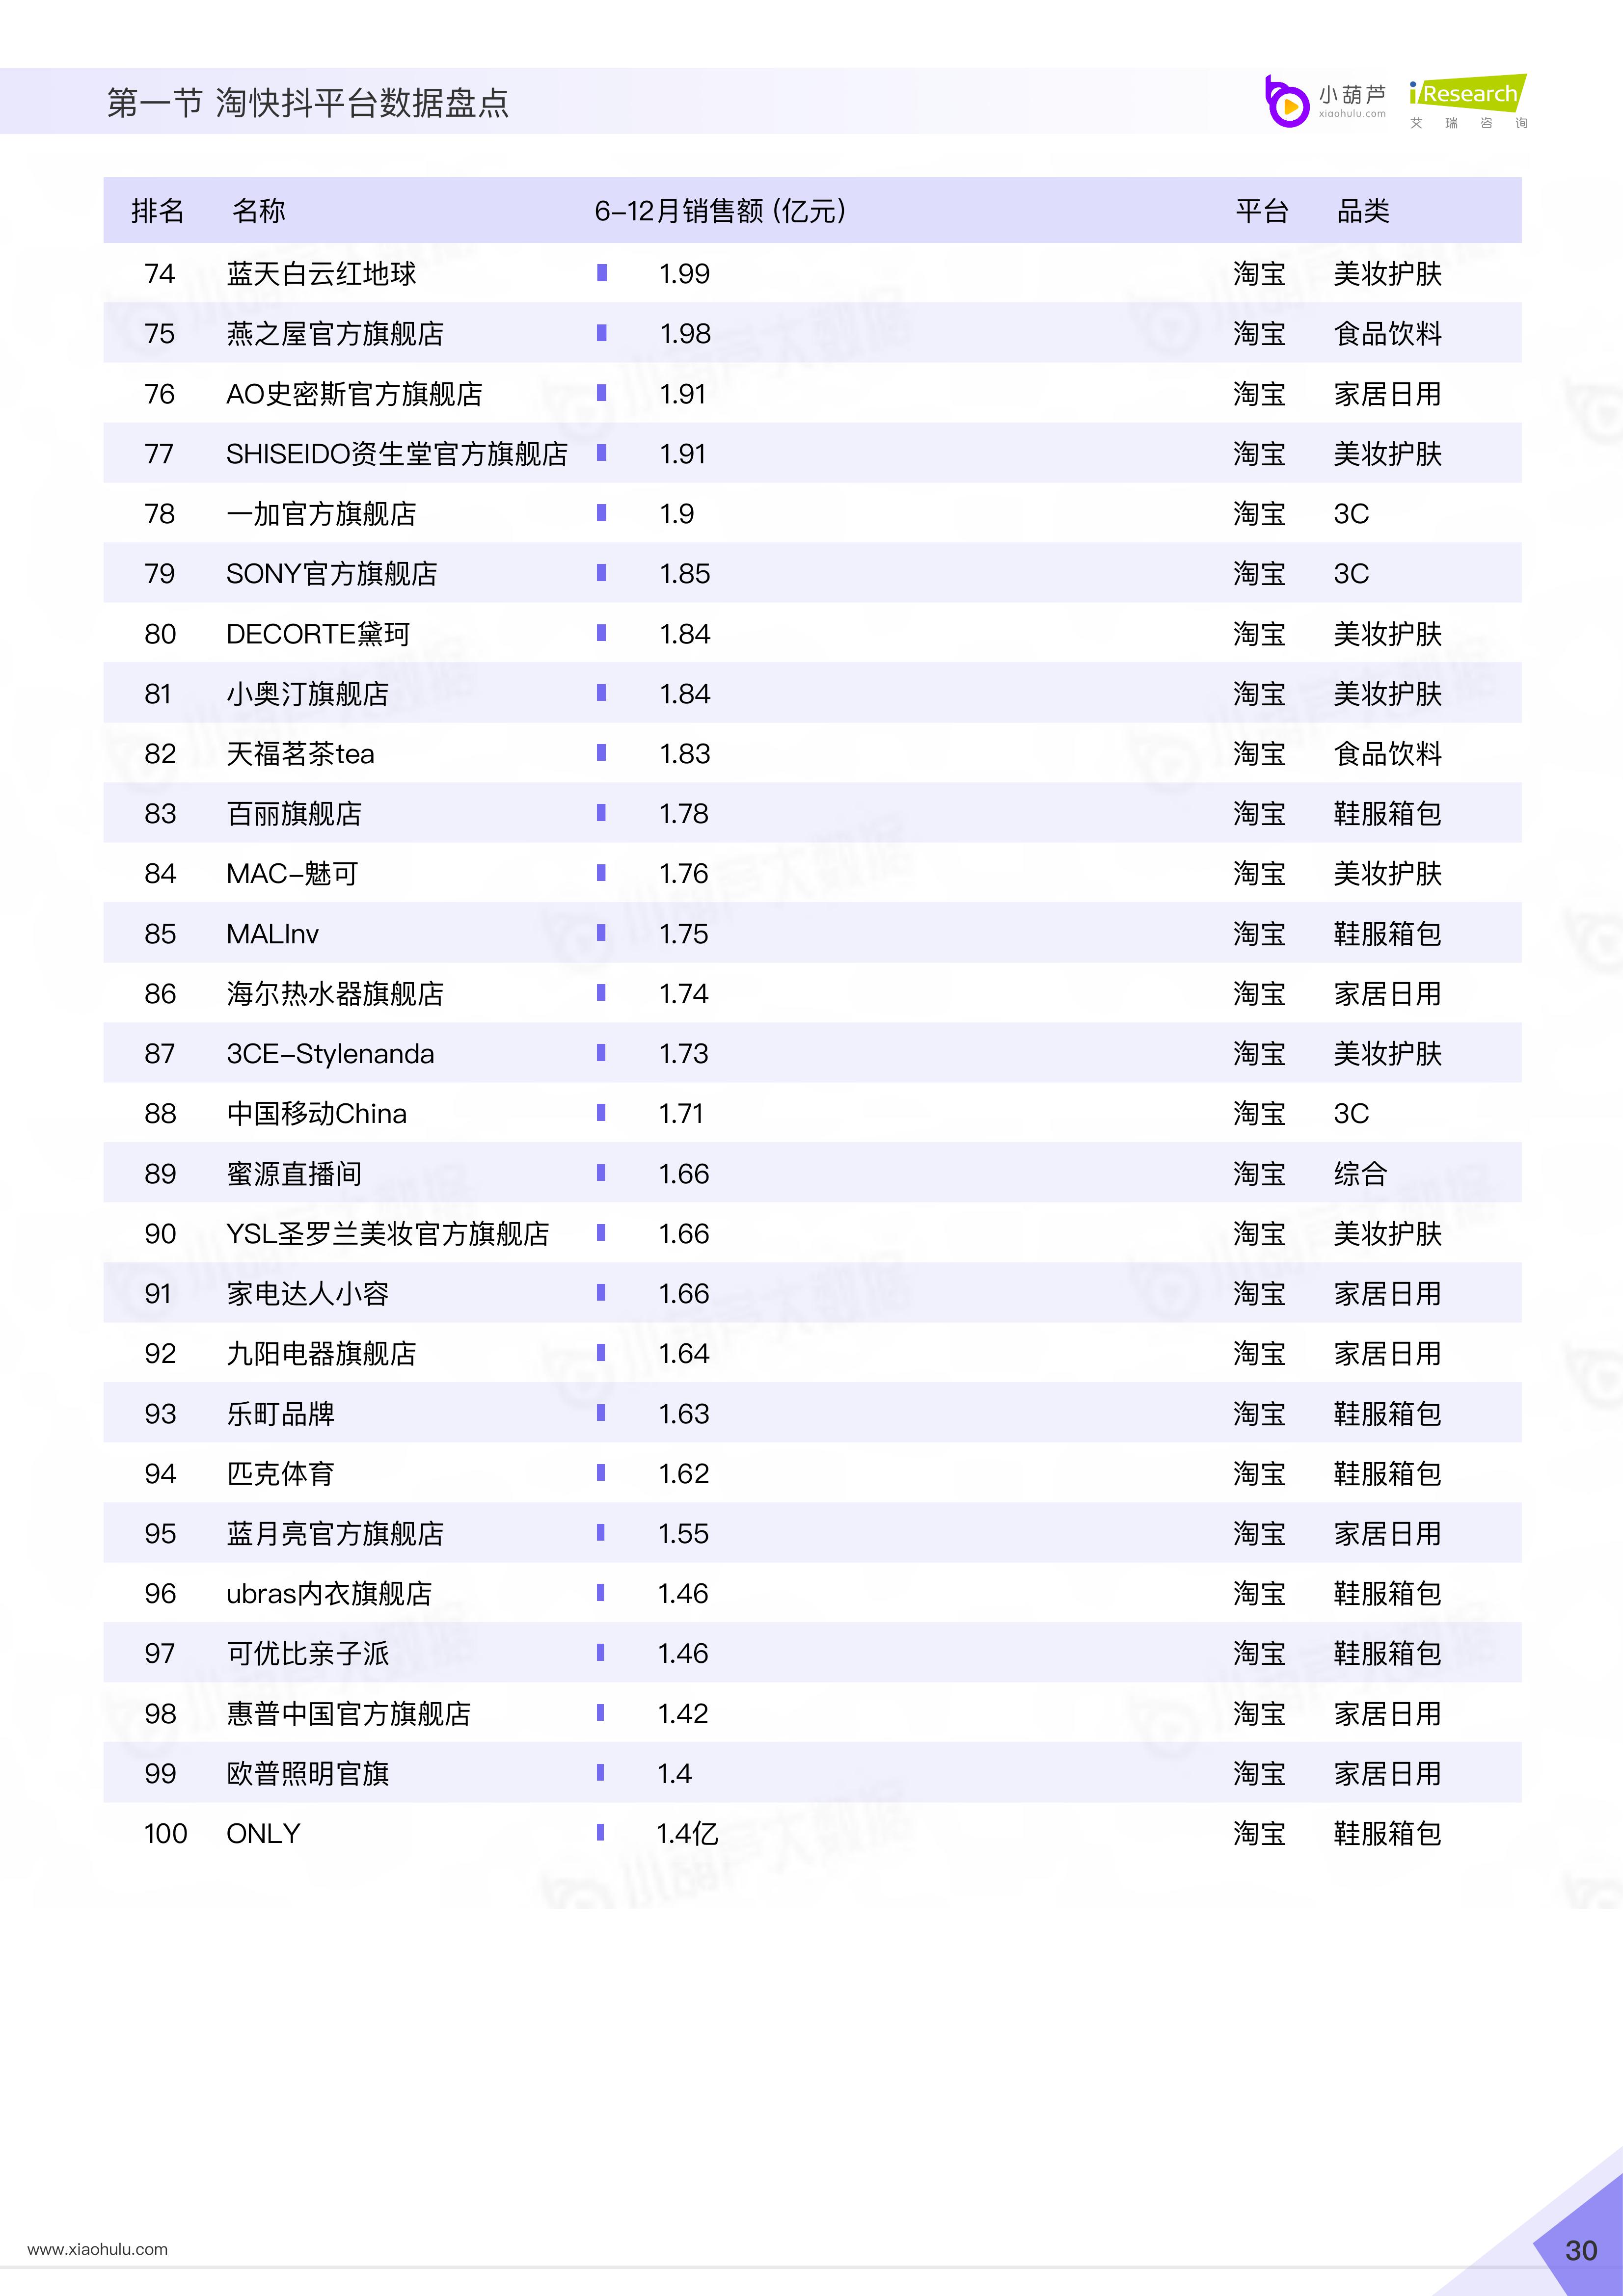 第一节 淘快抖平台数据盘点
小葫芦
xiaohulu.com
iResearch
艾 瑞 咨 询
排名 名称 6-12月销售额 (亿元) 平台 品类
74 蓝天白云红地球 1.99 淘宝 美妆护肤
75 燕之屋官方旗舰店 1.98 淘宝 食品饮料
76 AO史密斯官方旗舰店 1.91 淘宝 家居日用
77 SHISEIDO资生堂官方旗舰店 1.91 淘宝 美妆护肤
78 一加官方旗舰店 1.9 淘宝 3C
79 SONY官方旗舰店 1.85 淘宝 3C
80 DECORTE黛珂 1.84 淘宝 美妆护肤
81 小奥汀旗舰店 1.84 淘宝 美妆护肤
82 天福茗茶tea 1.83 淘宝 食品饮料
83 百丽旗舰店 1.78 淘宝 鞋服箱包
84 MAC-魅可 1.76 淘宝 美妆护肤
85 MALInv 1.75 淘宝 鞋服箱包
86 海尔热水器旗舰店 1.74 淘宝 家居日用
87 3CE-Stylenanda 1.73 淘宝 美妆护肤
88 中国移动China 1.71 淘宝 3C
89 蜜源直播间 1.66 淘宝 综合
90 YSL圣罗兰美妆官方旗舰店 1.66 淘宝 美妆护肤
91 家电达人小容 1.66 淘宝 家居日用
92 九阳电器旗舰店 1.64 淘宝 家居日用
93 乐町品牌 1.63 淘宝 鞋服箱包
94 匹克体育 1.62 淘宝 鞋服箱包
95 蓝月亮官方旗舰店 1.55 淘宝 家居日用
96 ubras内衣旗舰店 1.46 淘宝 鞋服箱包
97 可优比亲子派 1.46 淘宝 鞋服箱包
98 惠普中国官方旗舰店 1.42 淘宝 家居日用
99 欧普照明官旗 1.4 淘宝 家居日用
100 ONLY 1.4亿 淘宝 鞋服箱包
www.xiaohulu.com
30